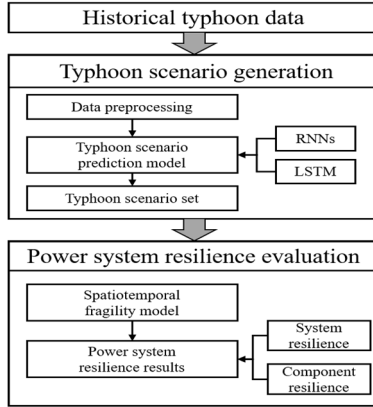 Historical typhoon data
Typhoon scenario generation
Data preprocessing
Typhoon scenario
prediction model
RNNs
LSTM
Typhoon scenario set
Power system resilience evaluation
Spatiotemporal
fragility model
Power system
resilience results
System
resilience
Component
resilience